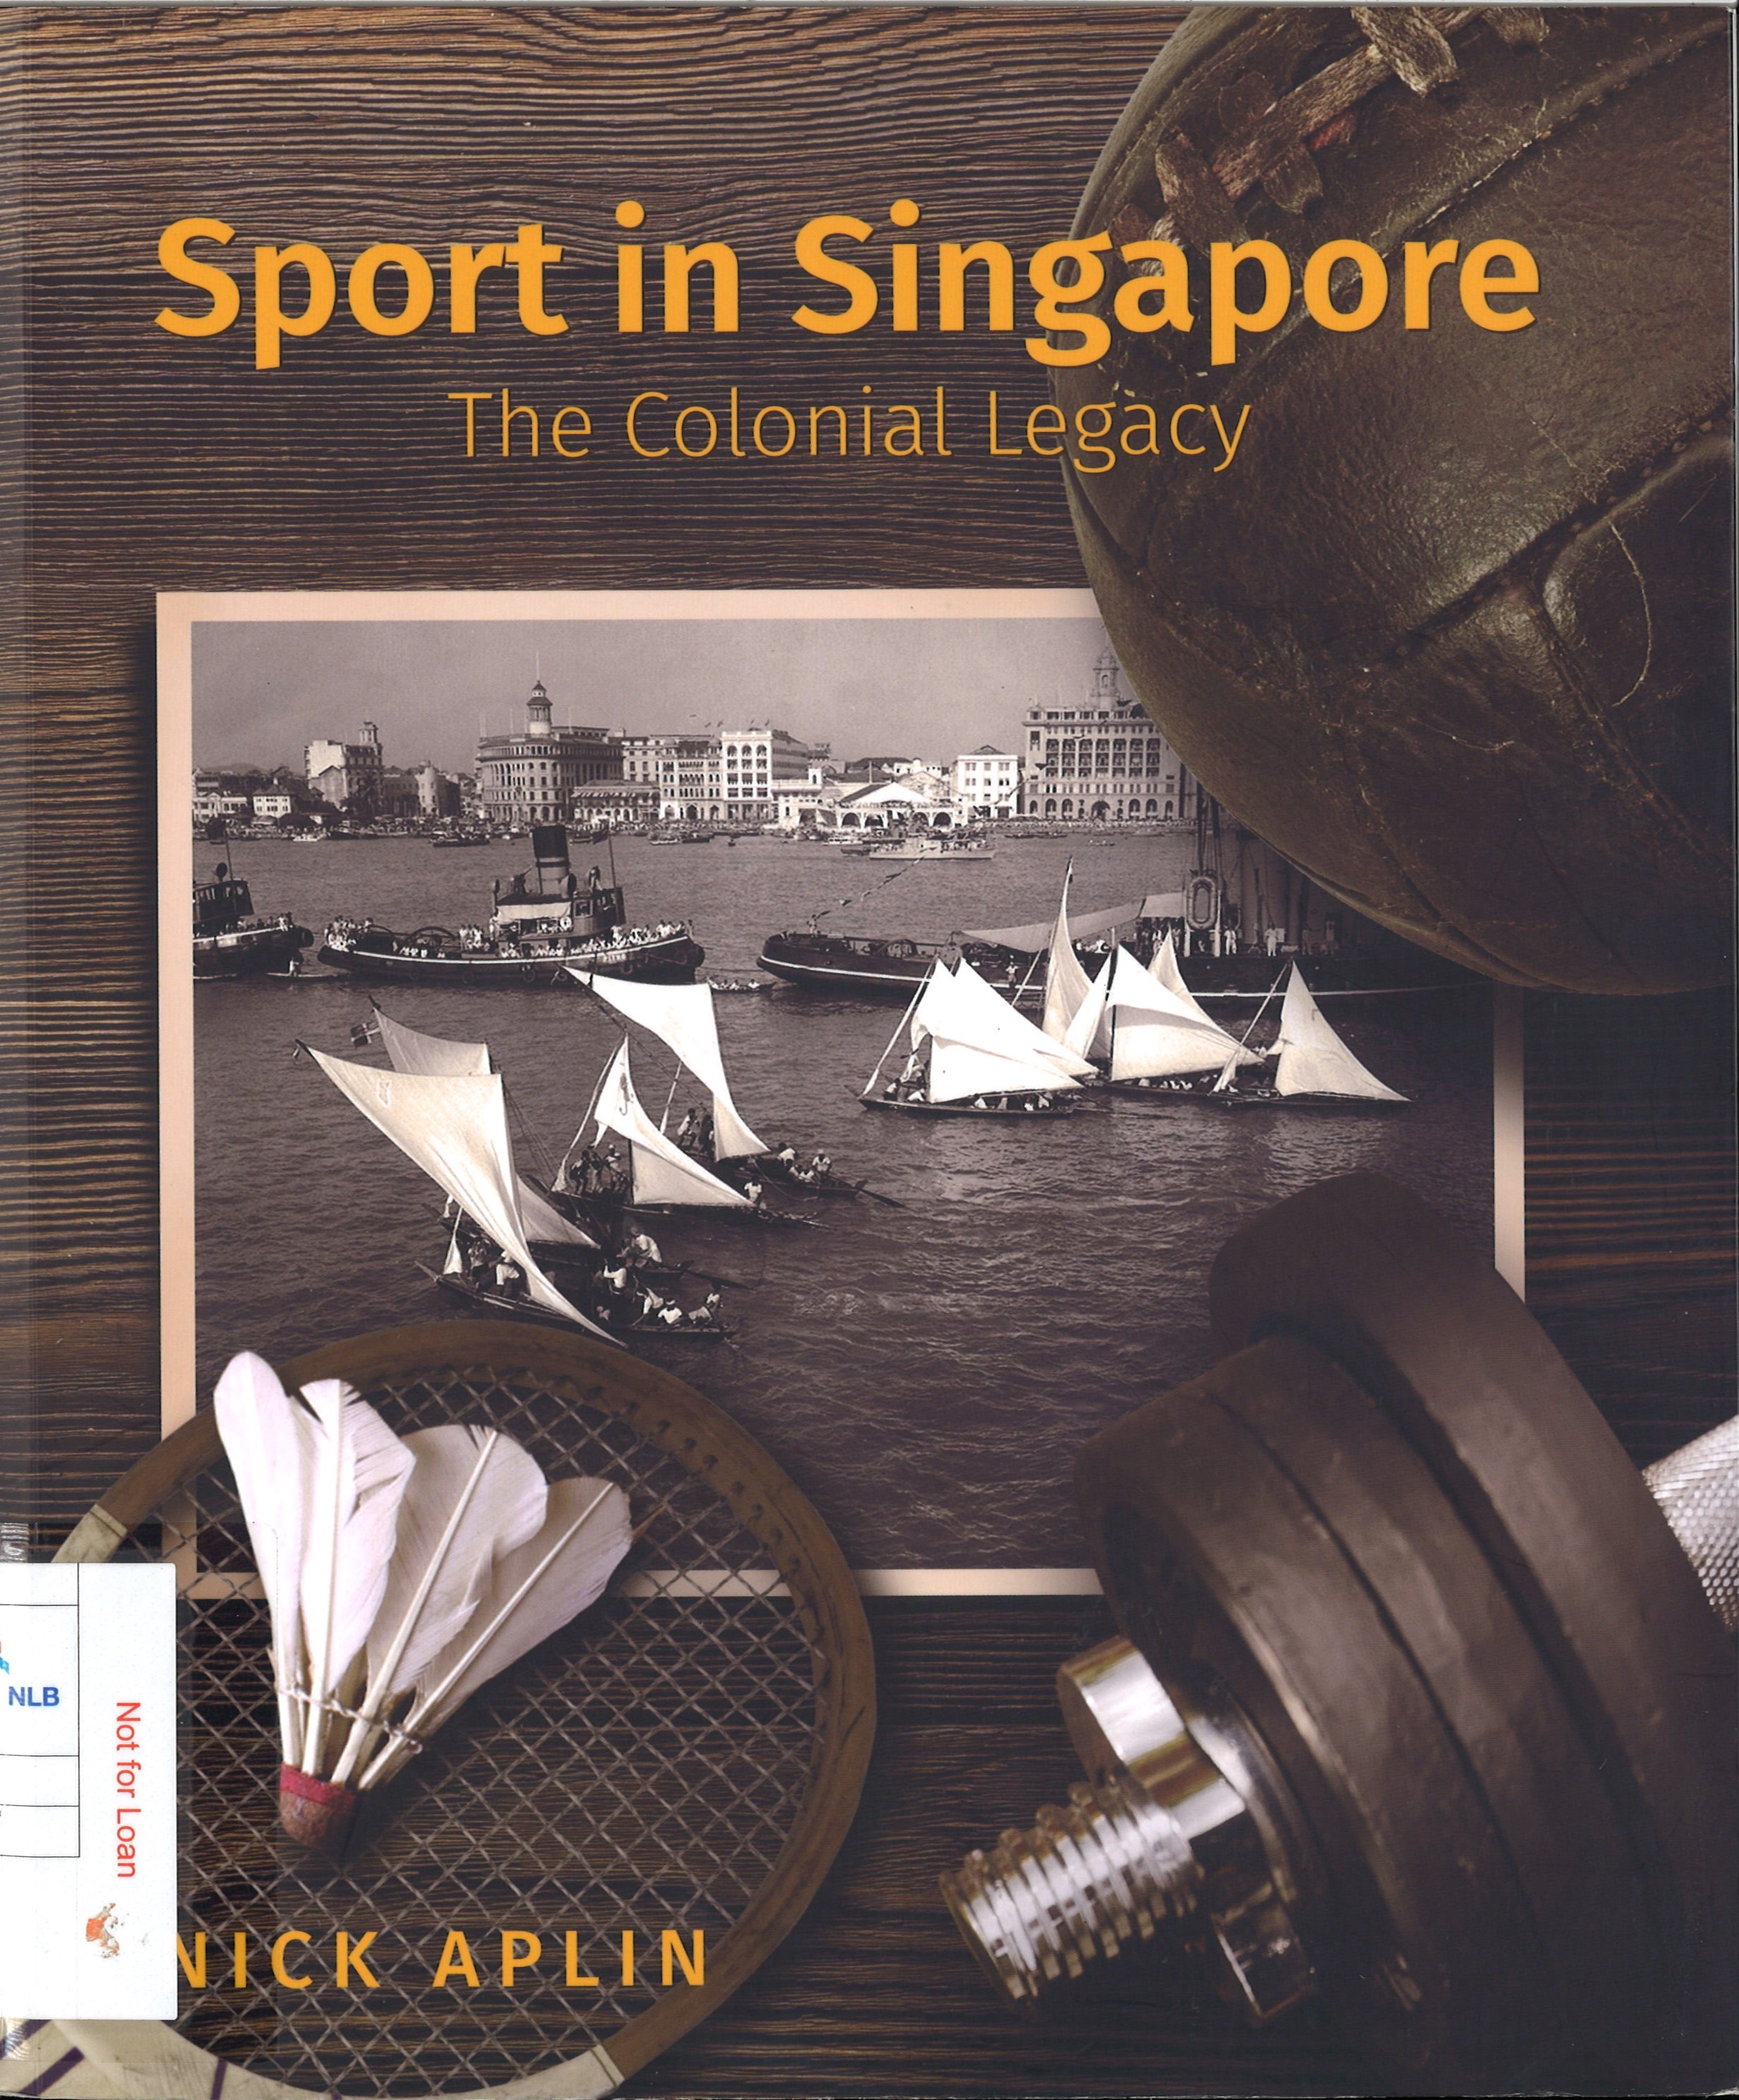 Sport in Singapore
The Colonial Legacy
NLB
Not for Loan
NICK APLIN